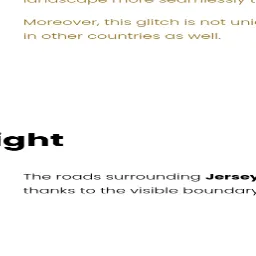 landscape more seamlessly t
Moreover, this glitch is not uni
in other countries as well.
ight
The roads surrounding Jersey
thanks to the visible boundary